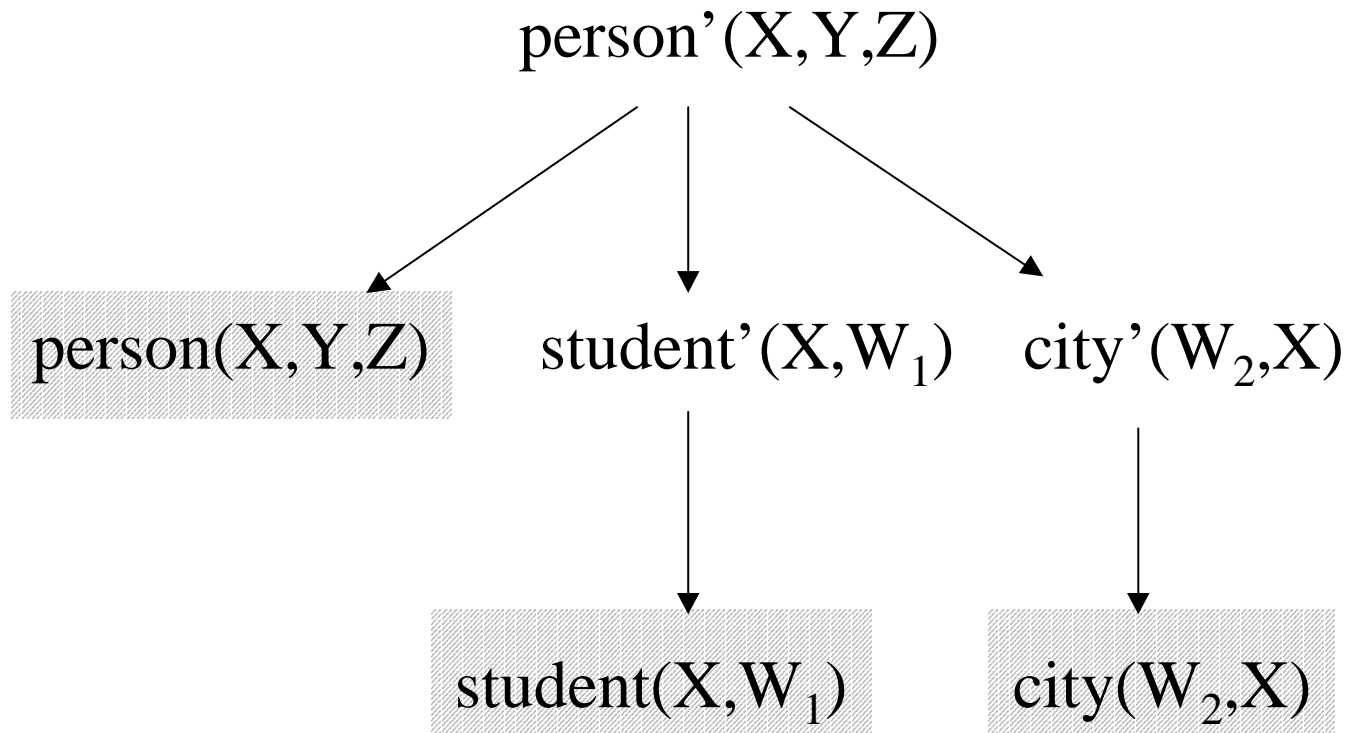 person’(X,Y,Z)
person(X,Y,Z) student’(X,W₁) city’(W₂,X)
student(X,W₁) city(W₂,X)